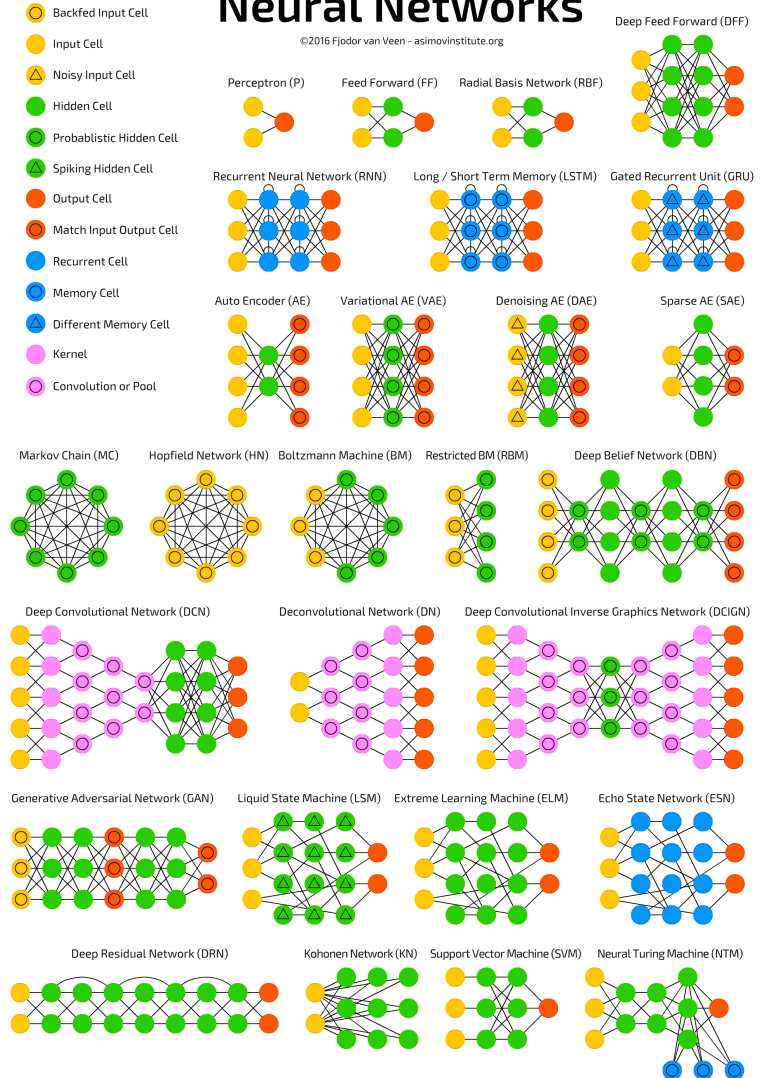 Neural Networks
©2016 Fjodor van Veen - asimovinstitute.org
Backfed Input Cell
Input Cell
Noisy Input Cell
Hidden Cell
Probablistic Hidden Cell
Spiking Hidden Cell
Output Cell
Match Input Output Cell
Recurrent Cell
Memory Cell
Different Memory Cell
Kernel
Convolution or Pool
Deep Feed Forward (DFF)
Perceptron (P)
Feed Forward (FF)
Radial Basis Network (RBF)
Recurrent Neural Network (RNN)
Long / Short Term Memory (LSTM)
Gated Recurrent Unit (GRU)
Auto Encoder (AE)
Variational AE (VAE)
Denoising AE (DAE)
Sparse AE (SAE)
Markov Chain (MC)
Hopfield Network (HN)
Boltzmann Machine (BM)
Restricted BM (RBM)
Deep Belief Network (DBN)
Deep Convolutional Network (DCN)
Deconvolutional Network (DN)
Deep Convolutional Inverse Graphics Network (DCIGN)
Generative Adversarial Network (GAN)
Liquid State Machine (LSM)
Extreme Learning Machine (ELM)
Echo State Network (ESN)
Deep Residual Network (DRN)
Kohonen Network (KN)
Support Vector Machine (SVM)
Neural Turing Machine (NTM)